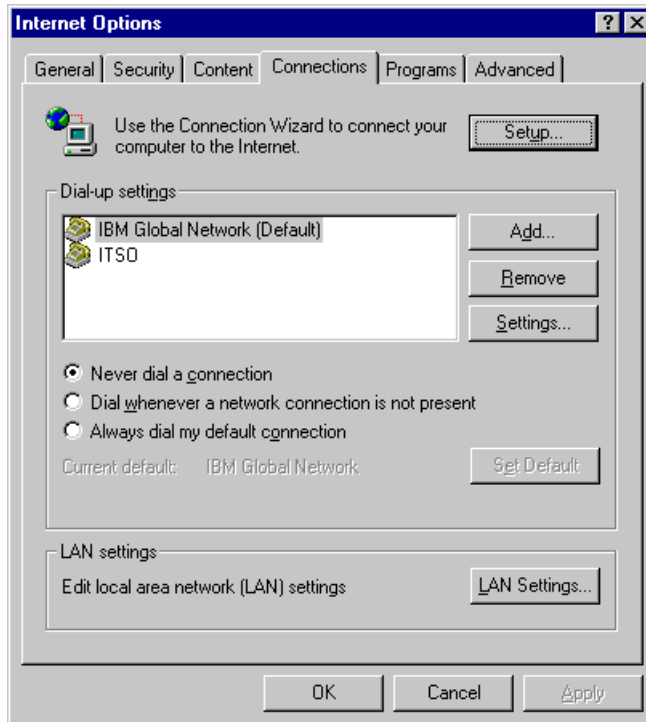 Internet Options
General Security Content Connections Programs Advanced
Use the Connection Wizard to connect your
computer to the Internet.
Setup...
Dial-up settings
IBM Global Network (Default)
ITSO
Add...
Remove
Settings...
Never dial a connection
Dial whenever a network connection is not present
Always dial my default connection
Current default: IBM Global Network
Set Default
LAN settings
Edit local area network (LAN) settings
LAN Settings...
OK Cancel Apply